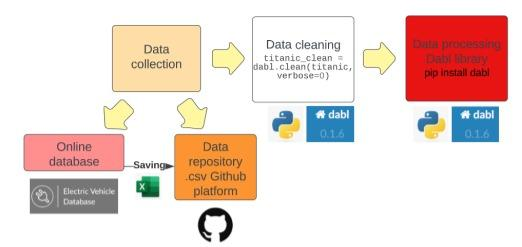 Data
collection
Data cleaning
titanic_clean =
dabl.clean(titanic,
verbose=0)
Data processing
Dabl library
pip install dabl
dabl
0.1.6
dabl
0.1.6
Online
database
Saving
Data
repository
.csv Github
platform
Electric Vehicle
Database
X